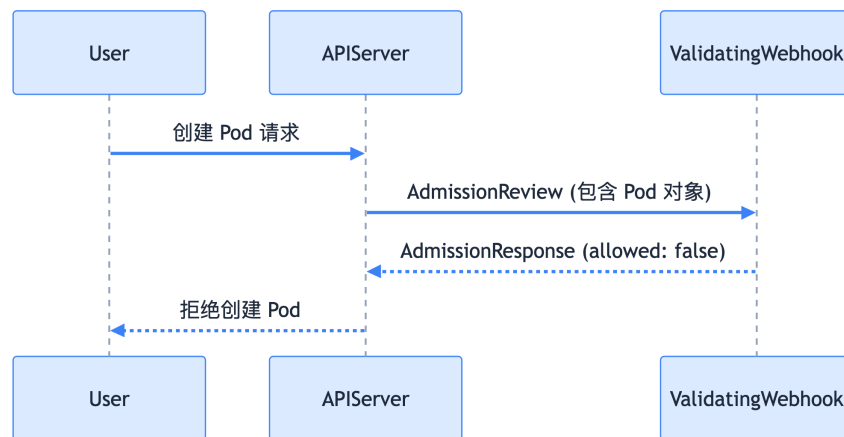 User
APIServer
ValidatingWebhook
创建 Pod 请求
AdmissionReview (包含 Pod 对象)
AdmissionResponse (allowed: false)
拒绝创建 Pod
User
APIServer
ValidatingWebhook